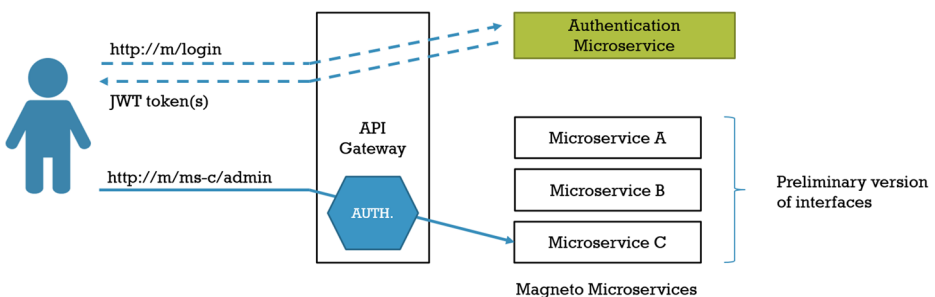 http://m/login
JWT token(s)
http://m/ms-c/admin
API
Gateway
AUTH.
Authentication
Microservice
Microservice A
Microservice B
Microservice C
Magneto Microservices
Preliminary version
of interfaces